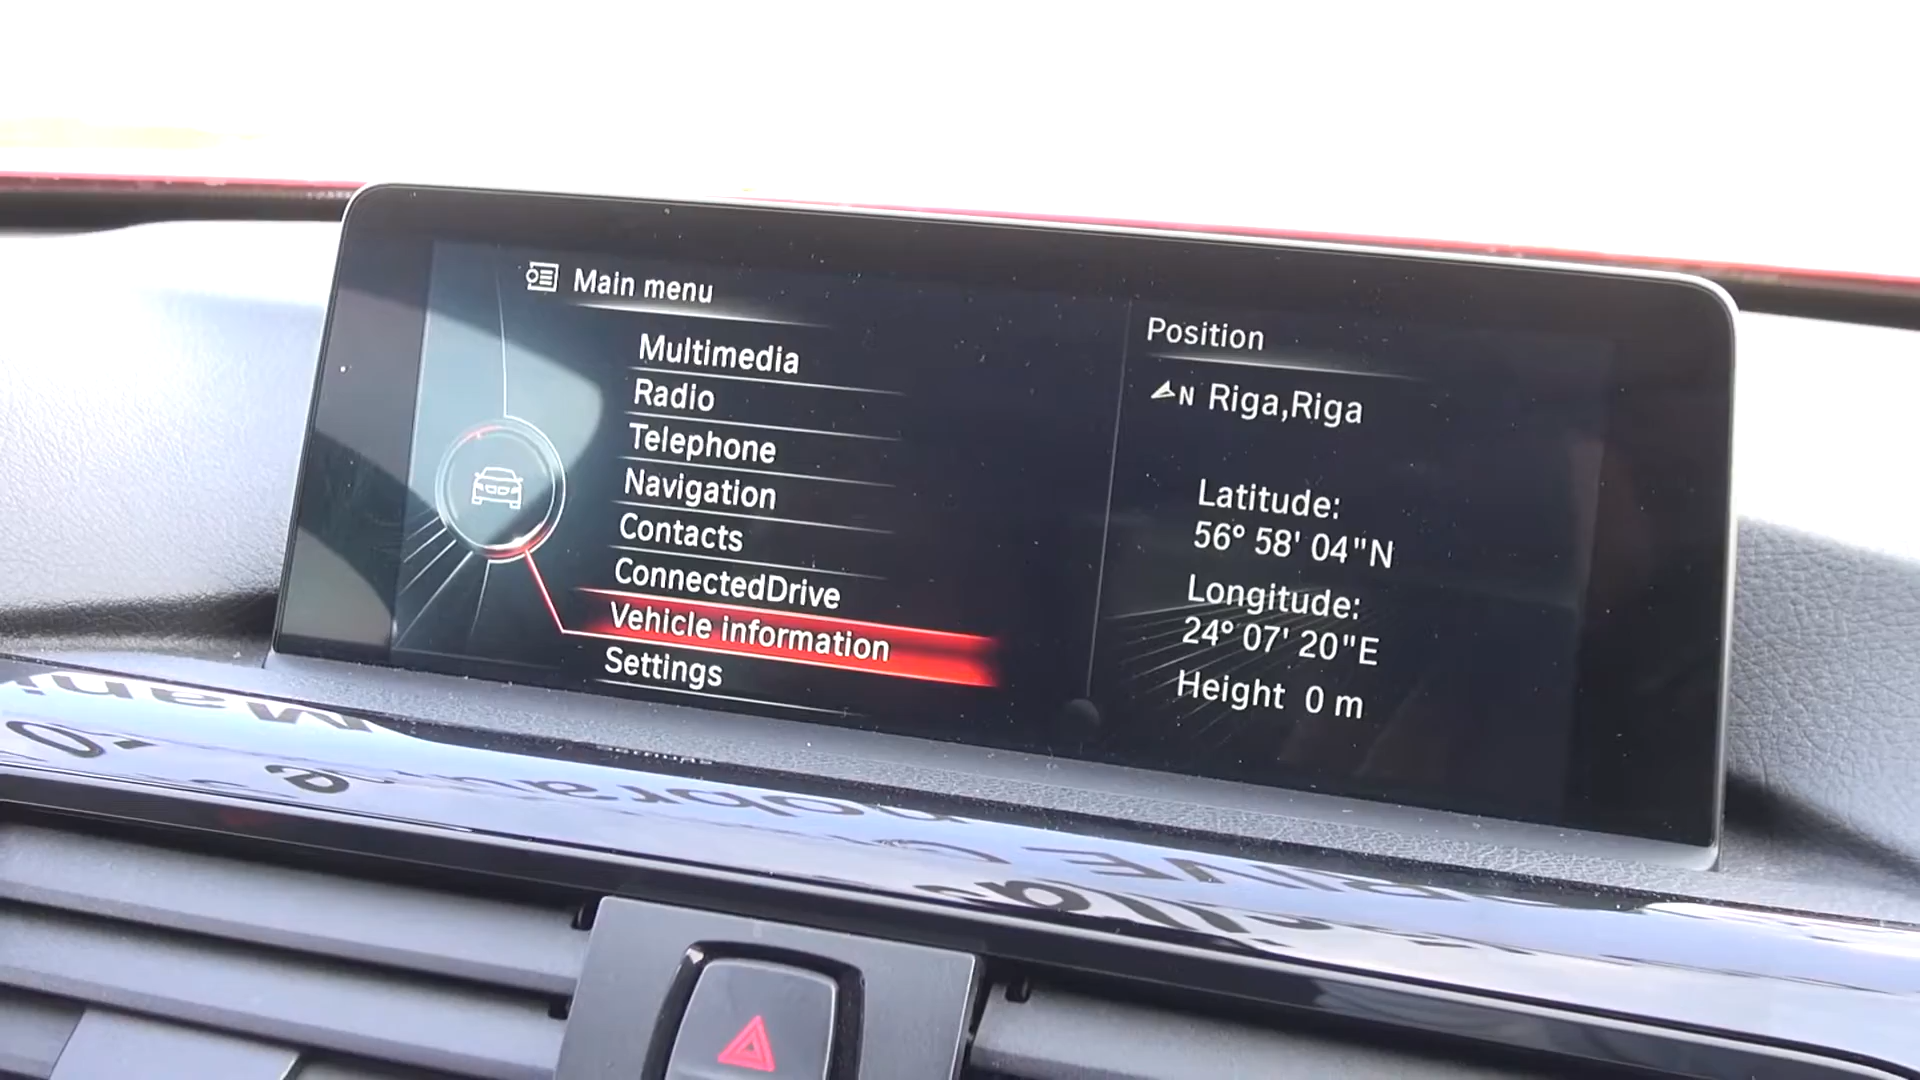 Main menu
Multimedia
Radio
Telephone
Navigation
Contacts
ConnectedDrive
Vehicle information
Settings
Position
N Riga,Riga
Latitude:
56° 58' 04"N
Longitude:
24° 07' 20"E
Height 0 m